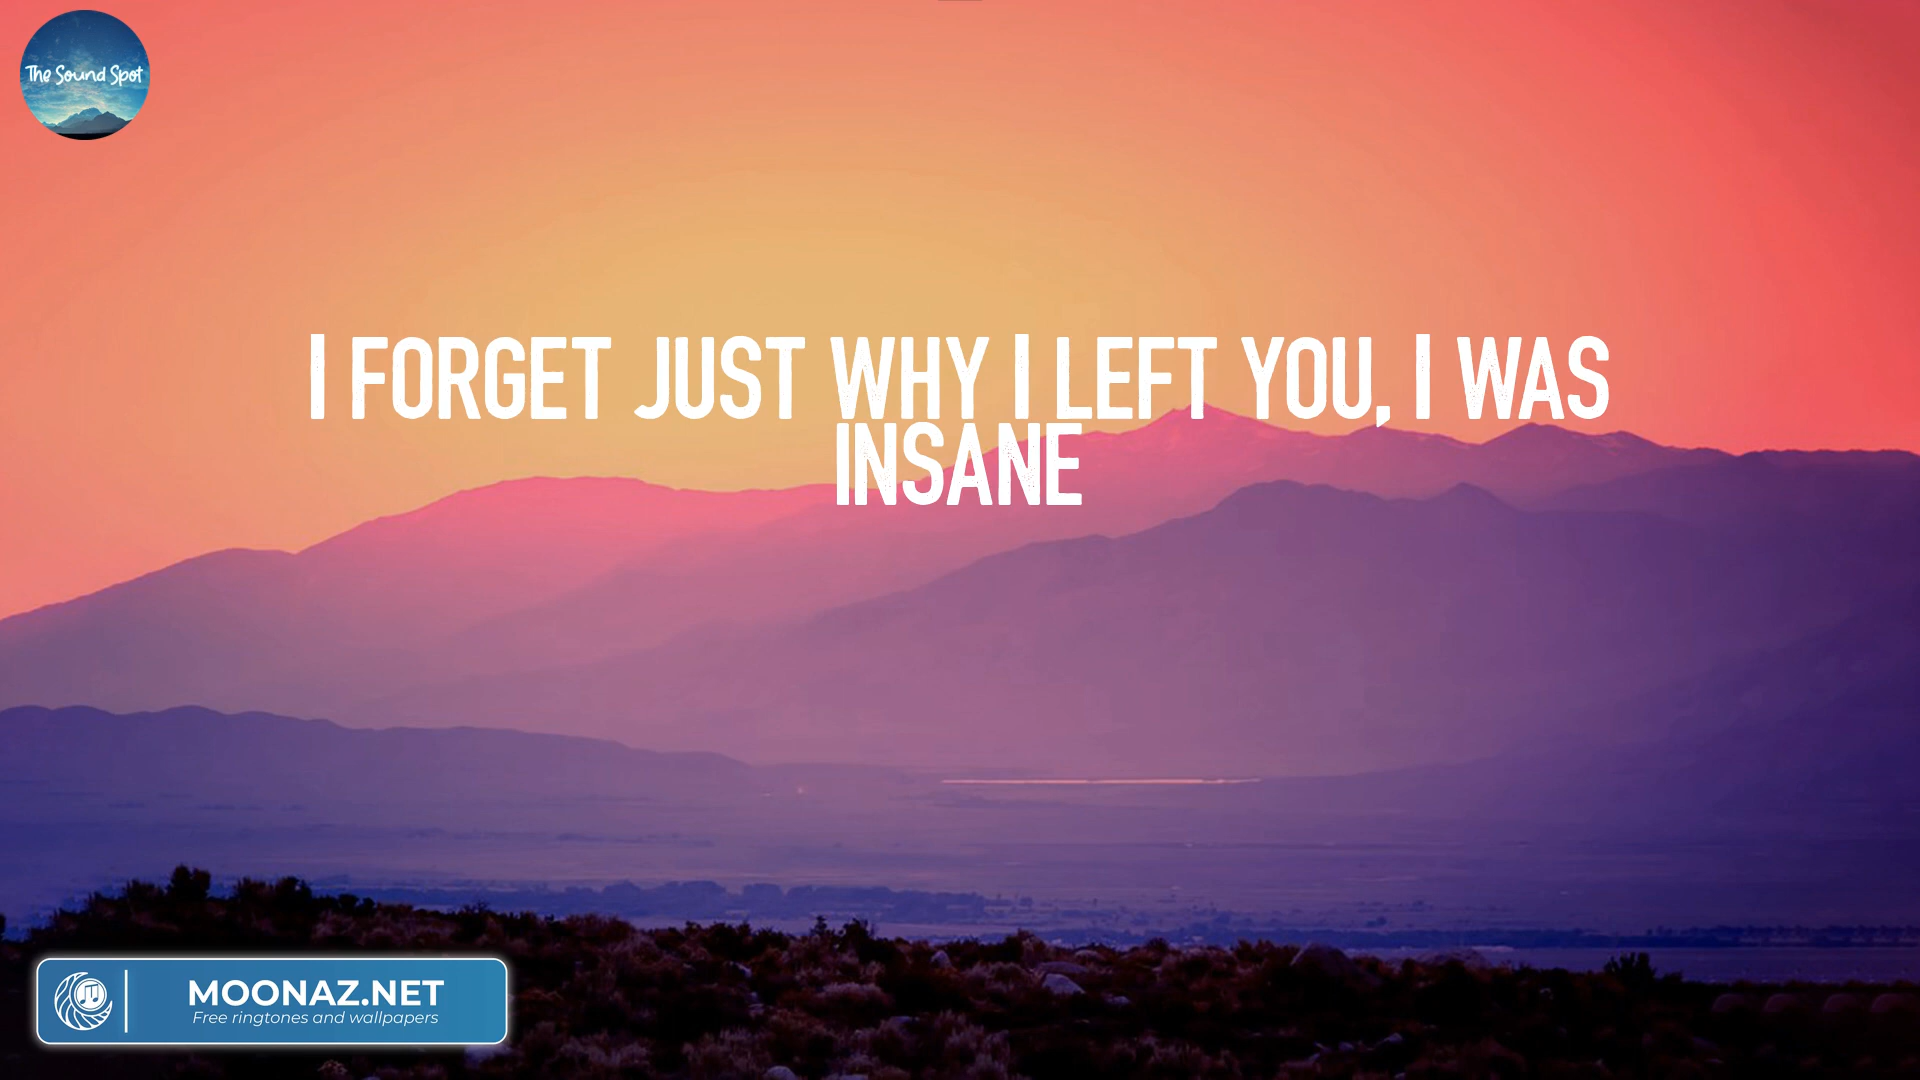 The Sound Spot
I FORGET JUST WHY I LEFT YOU, I WAS
INSANE
MOONAZ.NET
Free ringtones and wallpapers